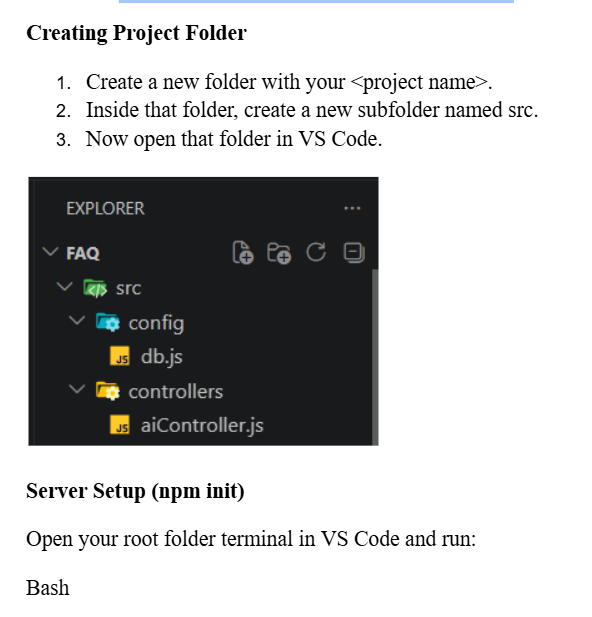 Creating Project Folder
1. Create a new folder with your <project name>.
2. Inside that folder, create a new subfolder named src.
3. Now open that folder in VS Code.
EXPLORER
FAQ
src
config
JS db.js
controllers
JS aiController.js
Server Setup (npm init)
Open your root folder terminal in VS Code and run:
Bash